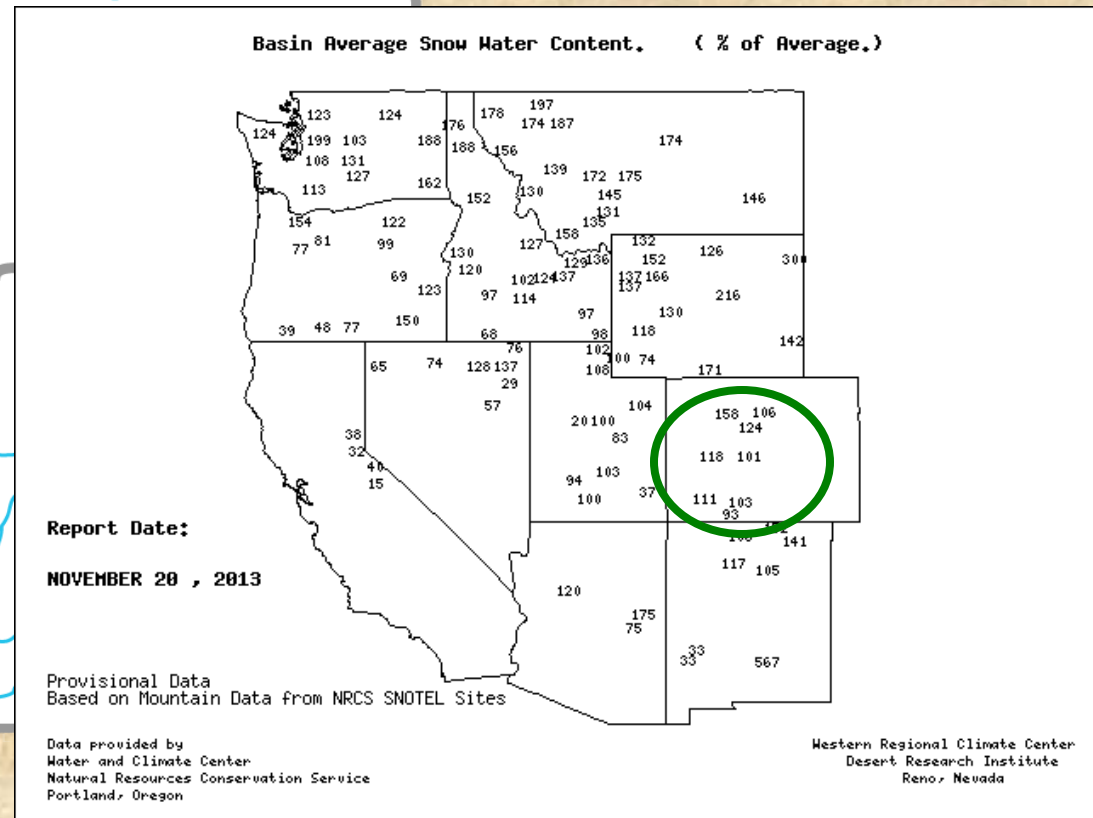 Basin Average Snow Water Content. ( % of Average.)
197
178
123 124
176 174 187
124
199 103 188 174
188 156
108 131
139
127 172 175
162
113 130 145
152 146
131
154 122 135
158
81 99 127 132
77 126
130 152
129 136 300
120
69 102 124 137 137 166
123 137
97 114 216
130
150 97
39 48 77 118
68 98
142
76 102
100 74
65 74 128 137 108 171
29
57 104
158 106
20 100 124
38 83
32 118 101
40 103
15 94
37
100 111 103
93
141
117 105
120
175
75
33
33 567
Report Date:
NOVEMBER 20 , 2013
Provisional Data
Based on Mountain Data from NRCS SNOTEL Sites
Data provided by
Water and Climate Center
Natural Resources Conservation Service
Portland, Oregon
Western Regional Climate Center
Desert Research Institute
Reno, Nevada